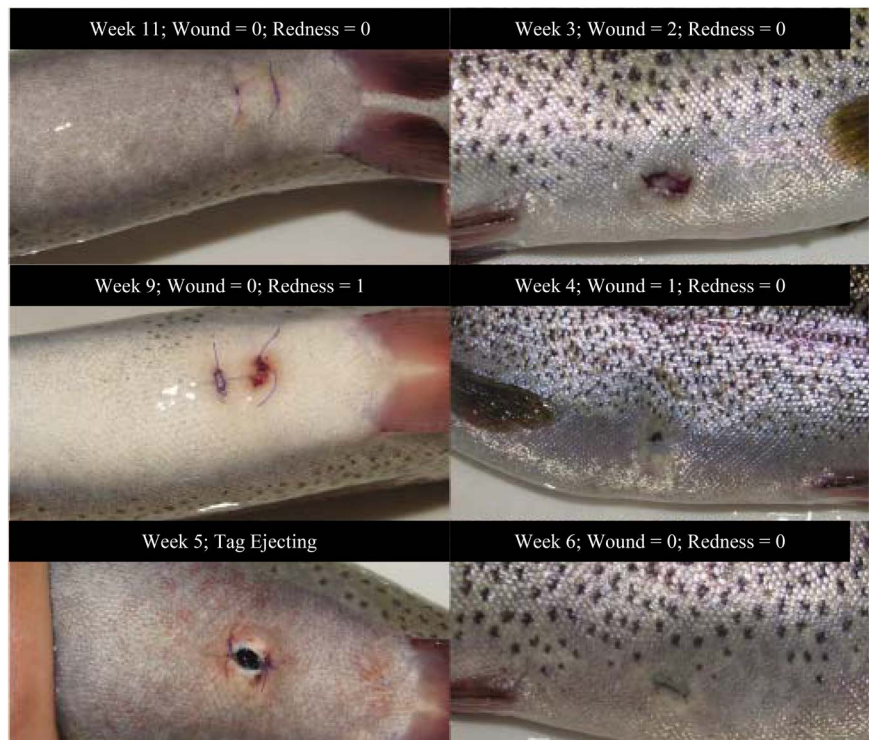 Week 11; Wound = 0; Redness = 0
Week 3; Wound = 2; Redness = 0
Week 9; Wound = 0; Redness = 1
Week 4; Wound = 1; Redness = 0
Week 5; Tag Ejecting
Week 6; Wound = 0; Redness = 0